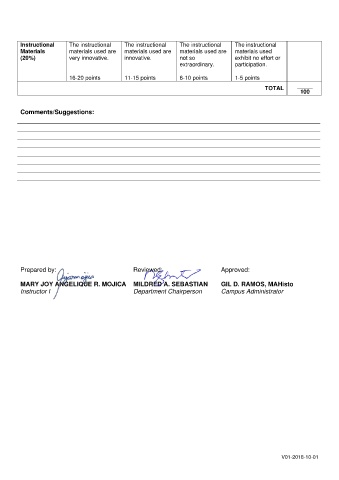 Instructional Materials (20%)
The instructional materials used are very innovative.
16-20 points
The instructional materials used are innovative.
11-15 points
The instructional materials used are not so extraordinary.
6-10 points
The instructional materials used exhibit no effort or participation.
1-5 points
TOTAL
100
Comments/Suggestions:
Prepared by:
Reviewed:
Approved:
MARY JOY ANGELIQUE R. MOJICA
MILDRED A. SEBASTIAN
GIL D. RAMOS, MAHisto
Instructor I
Department Chairperson
Campus Administrator
V01-2018-10-01